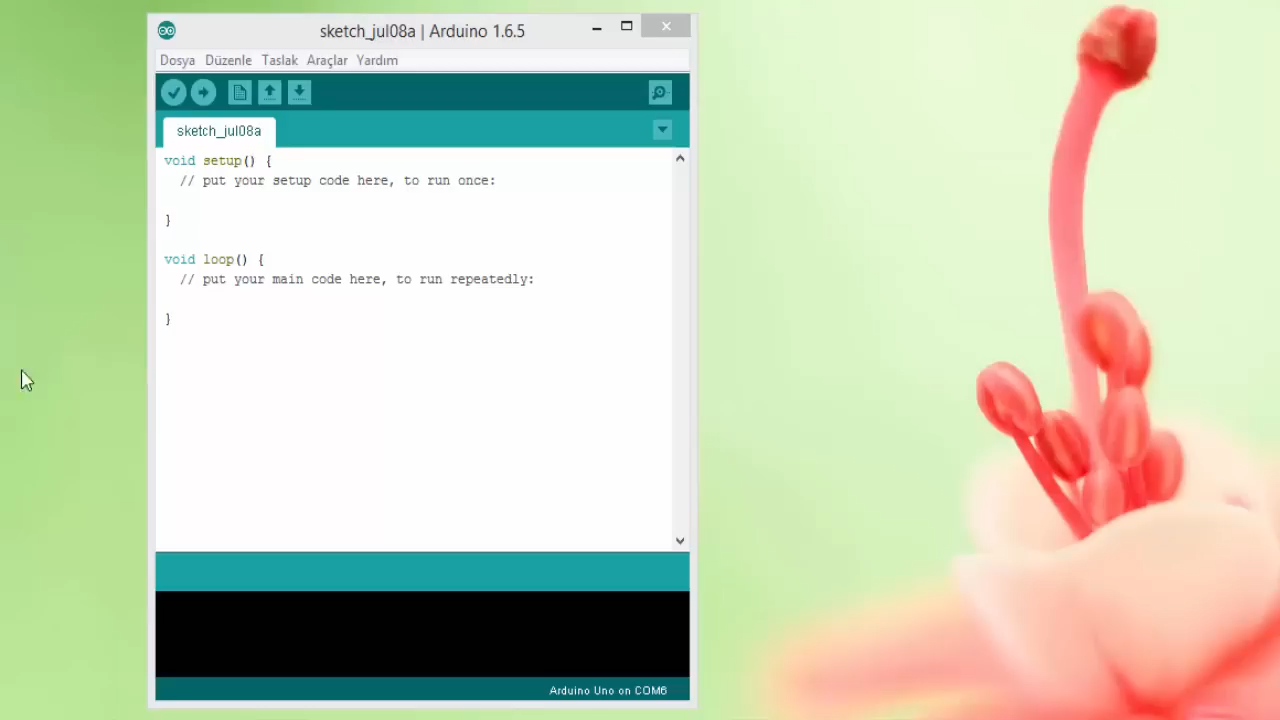 sketch_jul08a | Arduino 1.6.5
Dosya Düzenle Taslak Araçlar Yardım
sketch_jul08a
void setup() {
  // put your setup code here, to run once:
}
void loop() {
  // put your main code here, to run repeatedly:
}
Arduino Uno on COM6